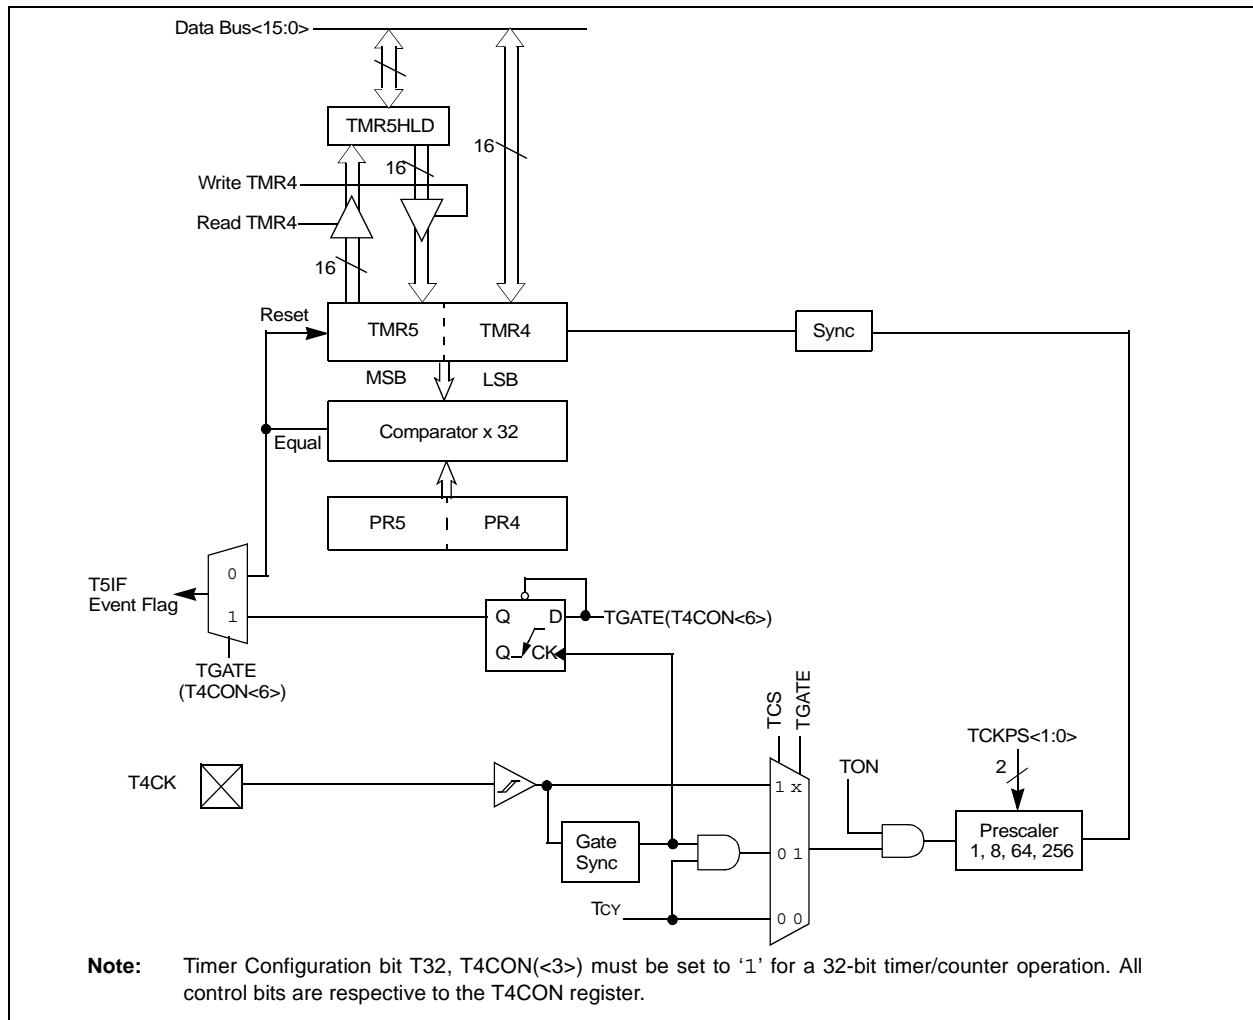 Data Bus<15:0>
TMR5HLD
16
16
Write TMR4
Read TMR4
16
Reset
TMR5
TMR4
Sync
MSB
LSB
Equal
Comparator x 32
PR5
PR4
0
1
T5IF
Event Flag
TGATE
(T4CON<6>)
Q
D
Q
CK
TGATE(T4CON<6>)
TCS
TGATE
T4CK
1 x
Gate
Sync
0 1
TCY
0 0
TON
TCKPS<1:0>
2
Prescaler
1, 8, 64, 256
Note: Timer Configuration bit T32, T4CON(<3>) must be set to ‘1’ for a 32-bit timer/counter operation. All
control bits are respective to the T4CON register.